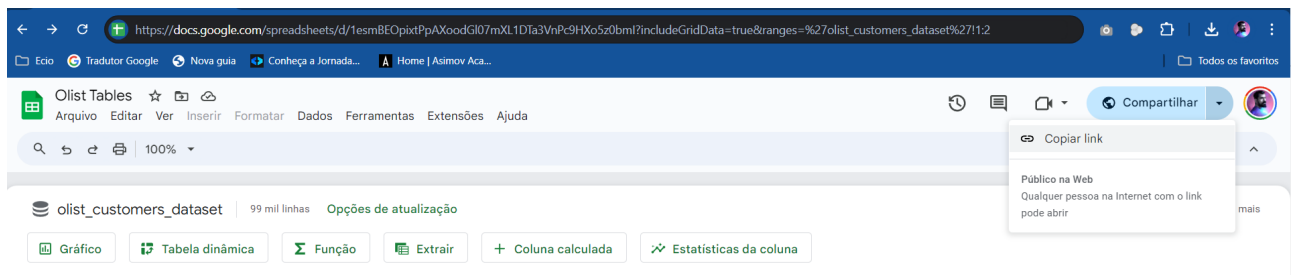 https://docs.google.com/spreadsheets/d/1esmBEOpixtPpAXoodGl07mXL1DTa3VnPc9HXo5z0bmI?includeGridData=true&ranges=%27olist_customers_dataset%27!1:2
Ecio Tradutor Google Nova guia Conheça a Jornada... A Home | Asimov Aca... Todos os favoritos
Olist Tables
Arquivo Editar Ver Inserir Formatar Dados Ferramentas Extensões Ajuda
Compartilhar
100%
Copiar link
Público na Web
Qualquer pessoa na Internet com o link
pode abrir
olist_customers_dataset 99 mil linhas Opções de atualização mais
Gráfico Tabela dinâmica Σ Função Extrair + Coluna calculada Estatísticas da coluna